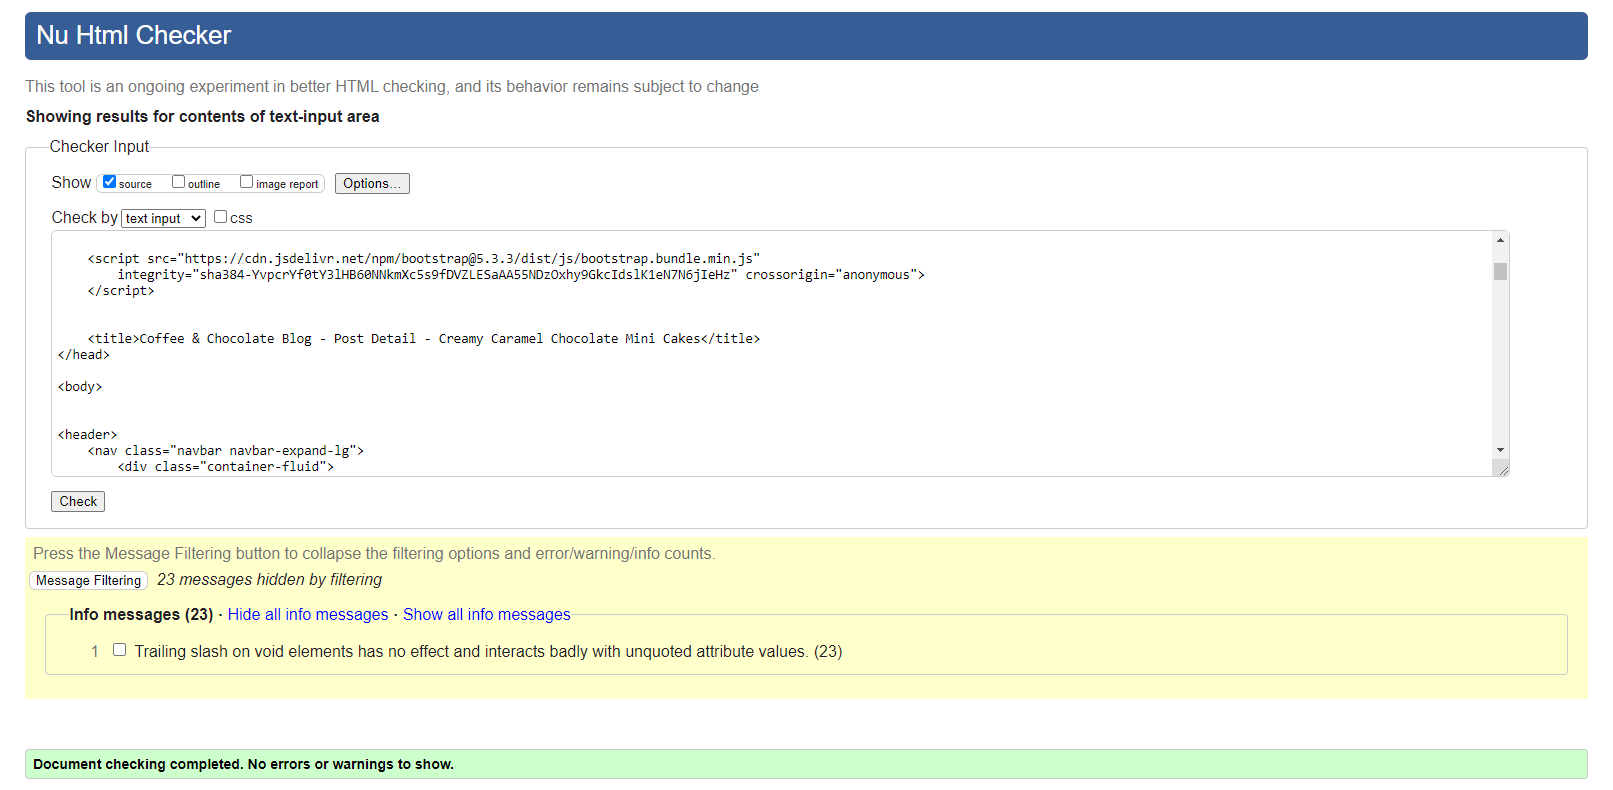 Nu Html Checker
This tool is an ongoing experiment in better HTML checking, and its behavior remains subject to change
Showing results for contents of text-input area
Checker Input
Show source outline image report Options...
Check by text input css
<script src="https://cdn.jsdelivr.net/npm/bootstrap@5.3.3/dist/js/bootstrap.bundle.min.js"
integrity="sha384-YvpcrYf0tY3lHB60NNkmXc5s9fDVZLESaAA55NDzOxhy9GkcIdslK1eN7N6jIeHz" crossorigin="anonymous">
</script>
<title>Coffee & Chocolate Blog - Post Detail - Creamy Caramel Chocolate Mini Cakes</title>
</head>
<body>
<header>
<nav class="navbar navbar-expand-lg">
<div class="container-fluid">
Check
Press the Message Filtering button to collapse the filtering options and error/warning/info counts.
Message Filtering 23 messages hidden by filtering
Info messages (23) · Hide all info messages · Show all info messages
1 Trailing slash on void elements has no effect and interacts badly with unquoted attribute values. (23)
Document checking completed. No errors or warnings to show.